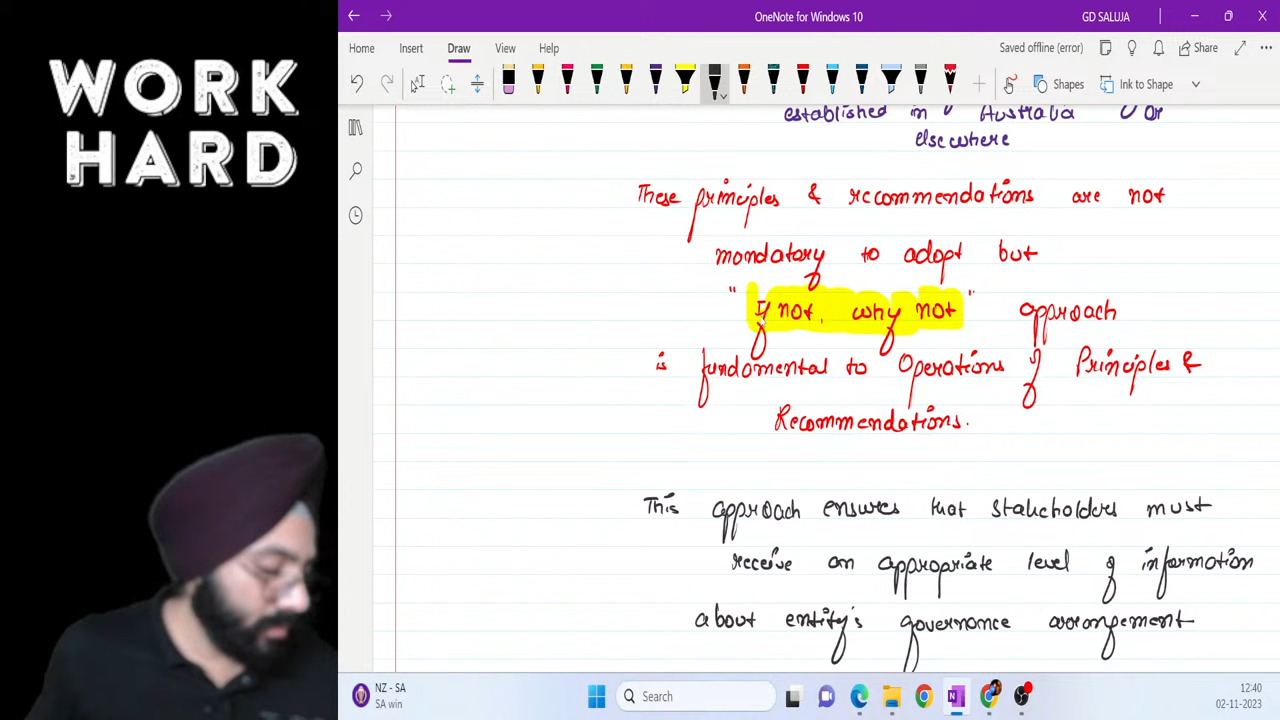 WORK
HARD
OneNote for Windows 10
GD SALUJA
Home Insert Draw View Help
Saved offline (error)
Share
Shapes
Ink to Shape
established in Australia or
Elsewhere
These principles & recommendations are not
mandatory to adopt but
"If not, why not" approach
is fundamental to Operations of Principles &
Recommendations.
This approach ensures that stakeholders must
receive an appropriate level of information
about entity's governance arrangement
NZ - SA
SA win
Search
12:40
02-11-2023